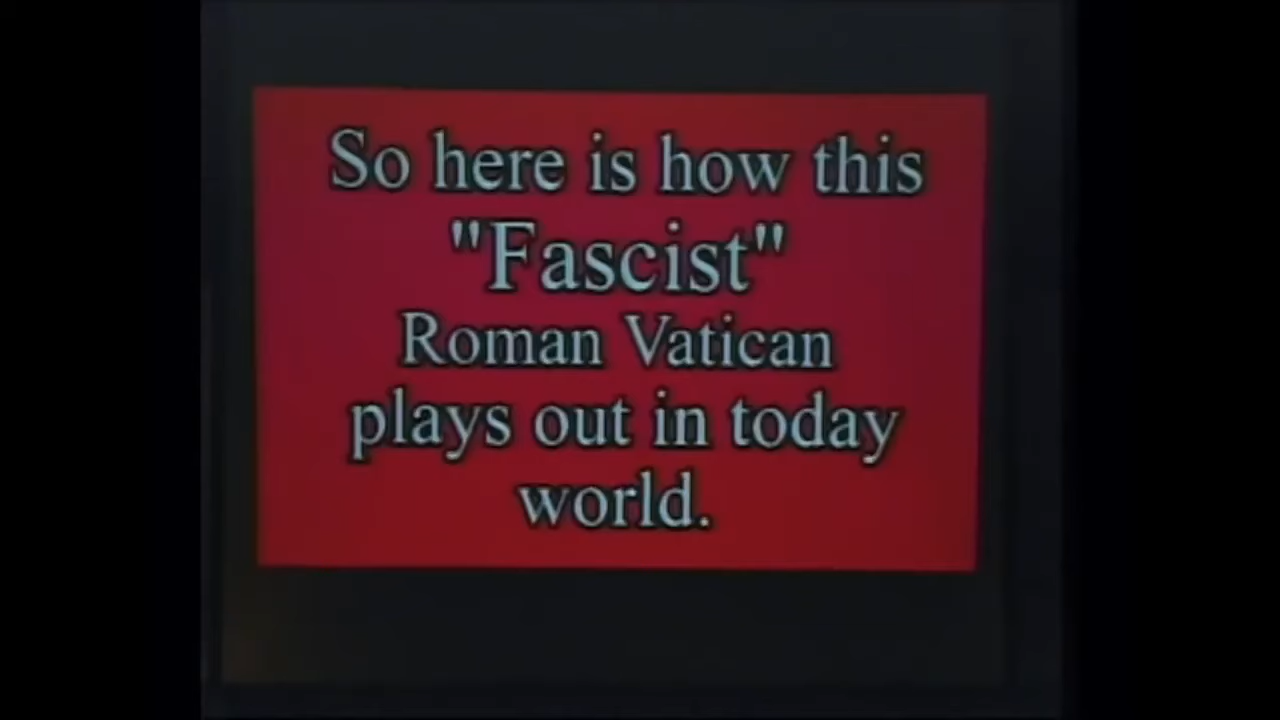 So here is how this
"Fascist"
Roman Vatican
plays out in today
world.